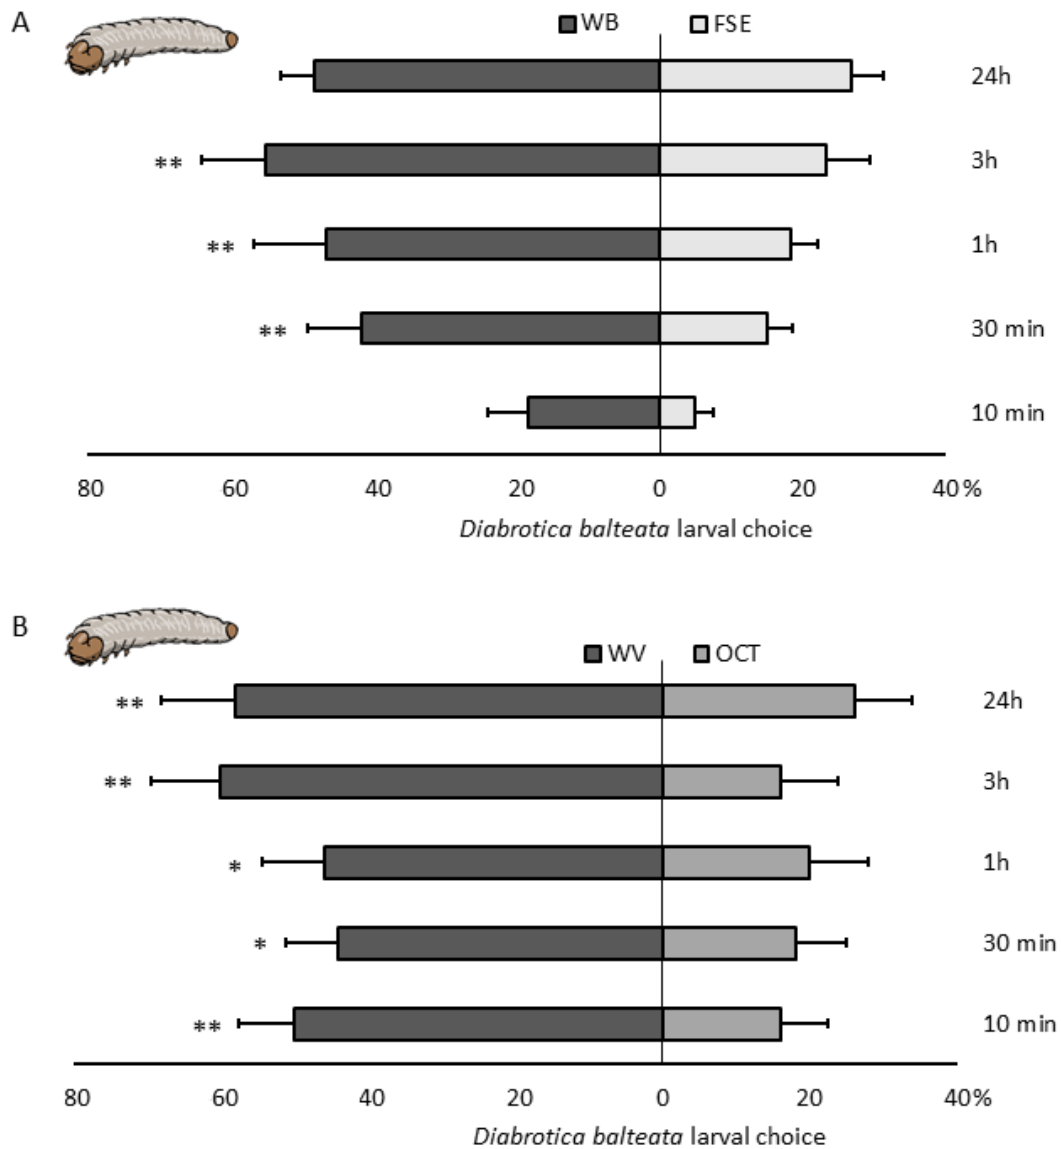 A
WB FSE
24h
** 3h
** 1h
** 30 min
10 min
80 60 40 20 0 20 40%
Diabrotica balteata larval choice
B
WV OCT
** 24h
** 3h
* 1h
* 30 min
** 10 min
80 60 40 20 0 20 40%
Diabrotica balteata larval choice